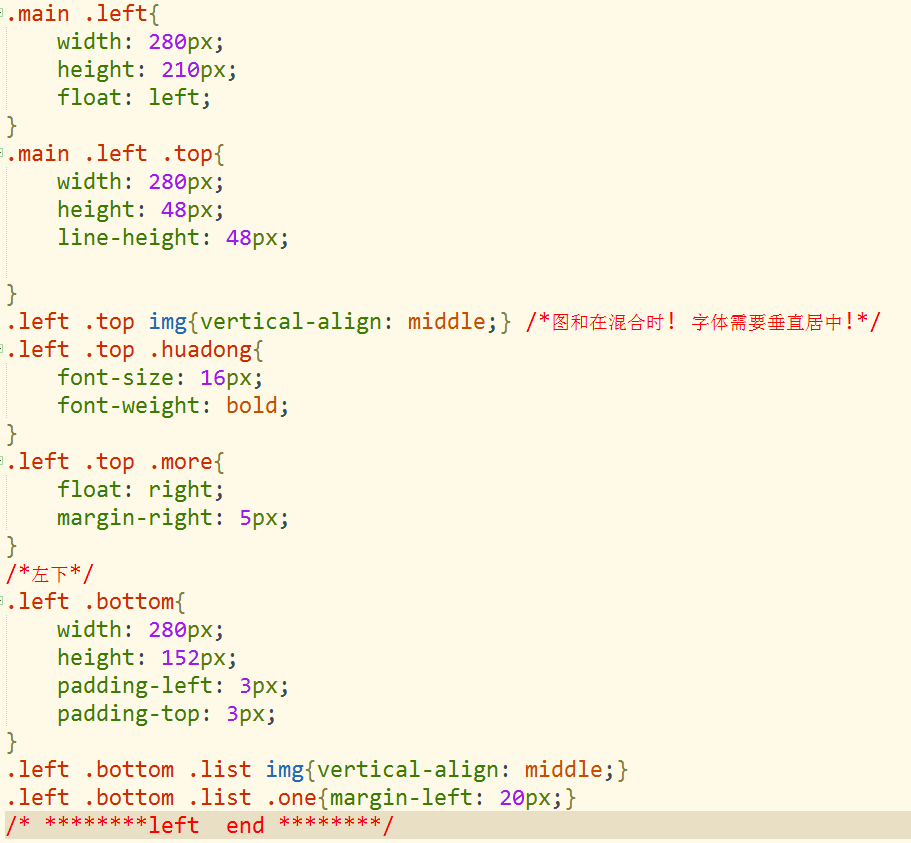 .main .left{
    width: 280px;
    height: 210px;
    float: left;
}
.main .left .top{
    width: 280px;
    height: 48px;
    line-height: 48px;

}
.left .top img{vertical-align: middle;} /*图和在混合时! 字体需要垂直居中!*/
.left .top .huadong{
    font-size: 16px;
    font-weight: bold;
}
.left .top .more{
    float: right;
    margin-right: 5px;
}
/*左下*/
.left .bottom{
    width: 280px;
    height: 152px;
    padding-left: 3px;
    padding-top: 3px;
}
.left .bottom .list img{vertical-align: middle;}
.left .bottom .list .one{margin-left: 20px;}
/* ********left  end ********/